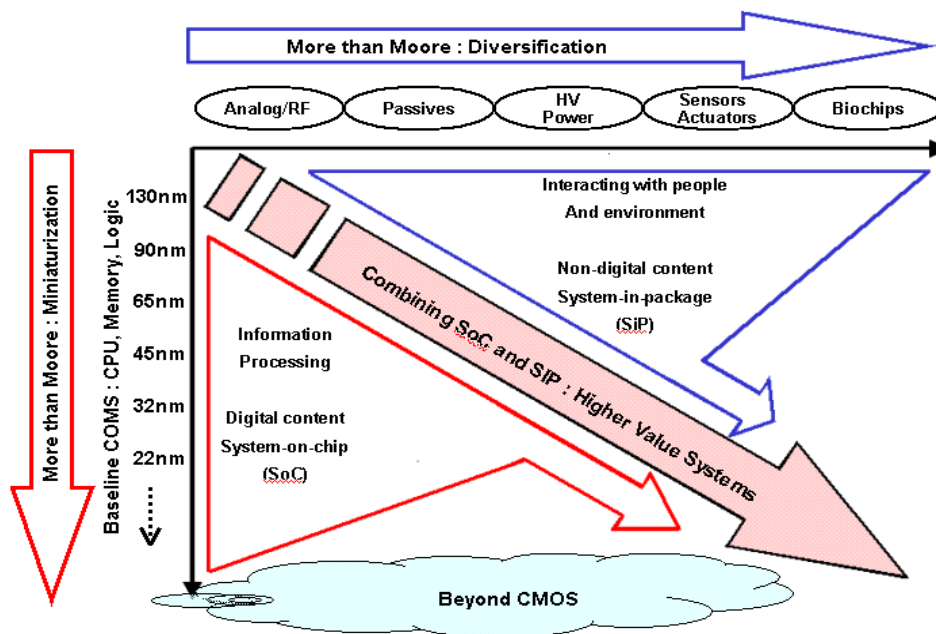 More than Moore : Diversification
Analog/RF
Passives
HV
Power
Sensors
Actuators
Biochips
More than Moore : Miniaturization
Baseline COMS : CPU, Memory, Logic
130nm
90nm
65nm
45nm
32nm
22nm
Interacting with people
And environment
Non-digital content
System-in-package
(SiP)
Combining SoC and SIP : Higher Value Systems
Information
Processing
Digital content
System-on-chip
(SoC)
Beyond CMOS